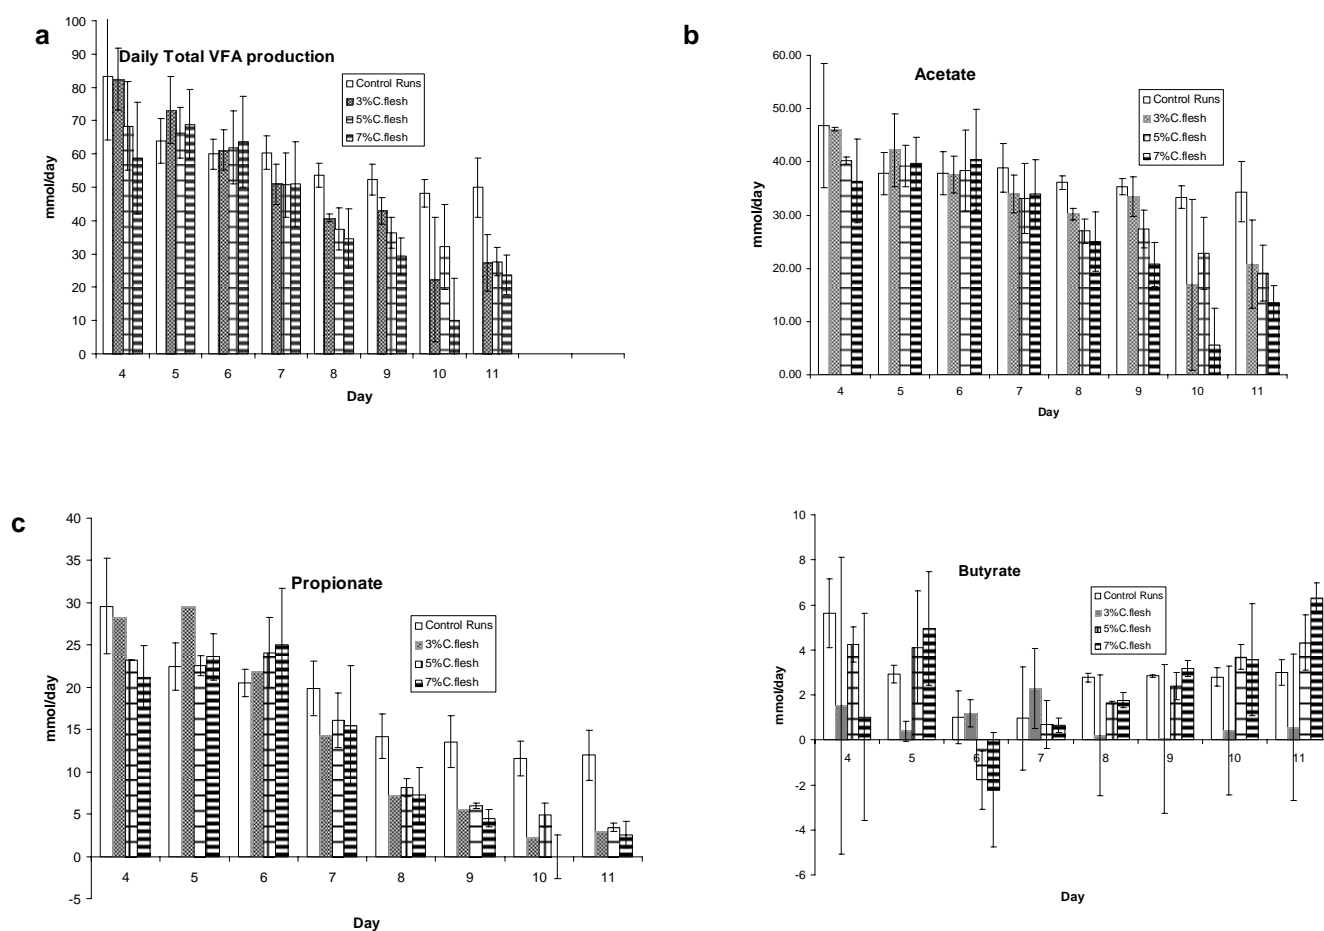 a
Daily Total VFA production
100
90
80
70
60
50
40
30
20
10
0
mmol/day
Control Runs
3%C.flesh
5%C.flesh
7%C.flesh
4 5 6 7 8 9 10 11
Day
b
Acetate
60.00
50.00
40.00
30.00
20.00
10.00
0.00
mmol/day
Control Runs
3%C.flesh
5%C.flesh
7%C.flesh
4 5 6 7 8 9 10 11
Day
c
Propionate
40
35
30
25
20
15
10
5
0
-5
mmol/day
Control Runs
3%C.flesh
5%C.flesh
7%C.flesh
4 5 6 7 8 9 10 11
Day
Butyrate
10
8
6
4
2
0
-2
-4
-6
mmol/day
Control Runs
3%C.flesh
5%C.flesh
7%C.flesh
4 5 6 7 8 9 10 11
Day